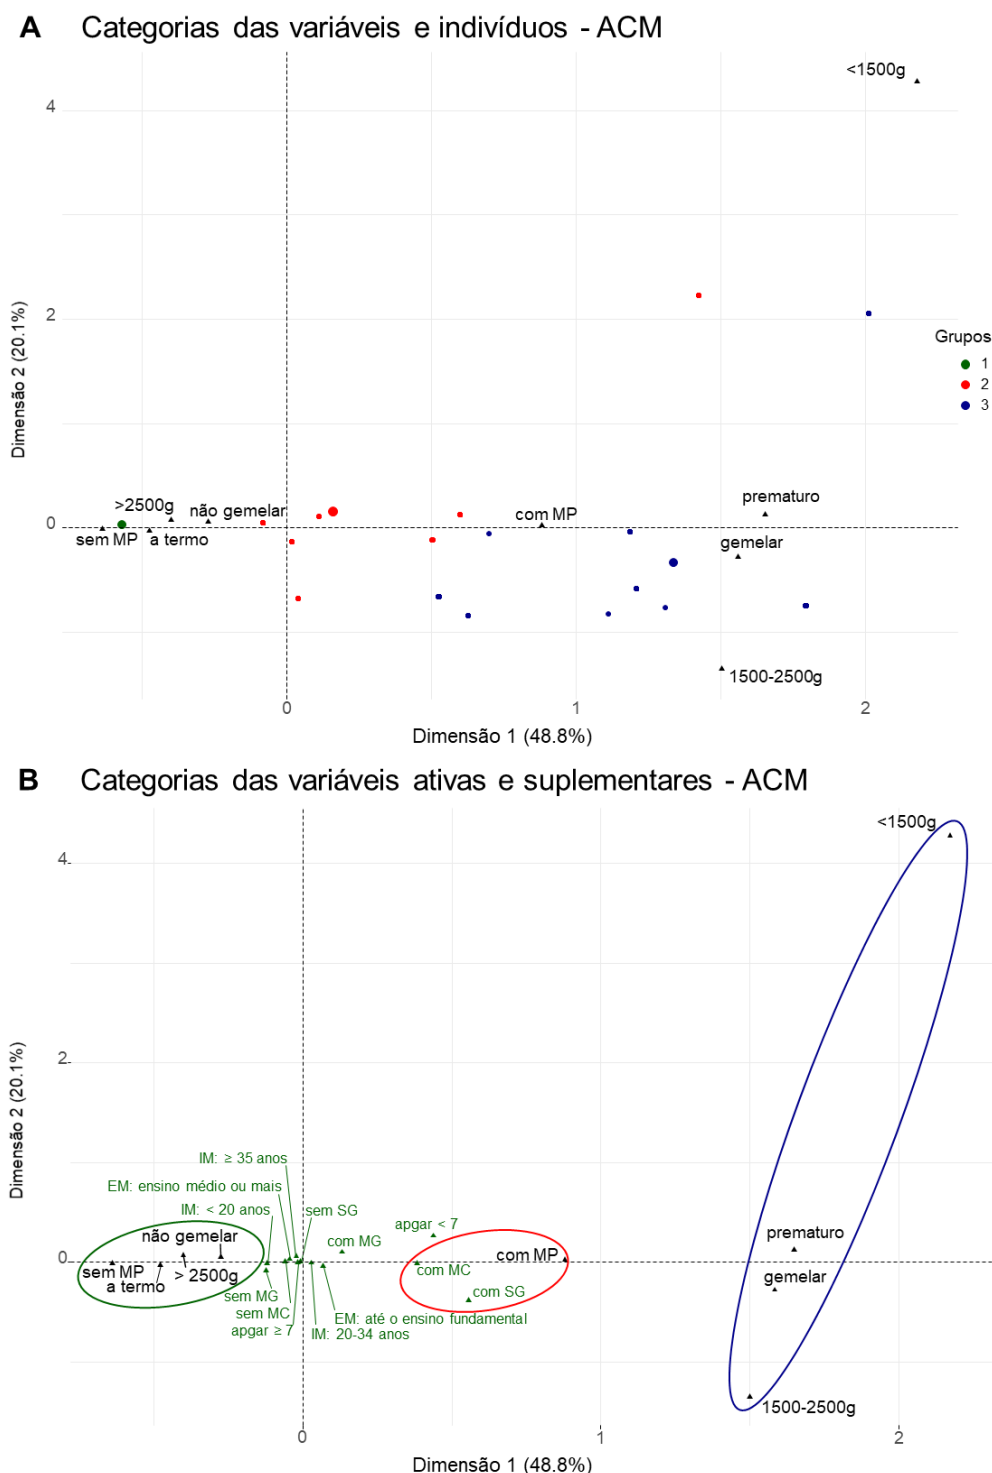 A Categorias das variáveis e indivíduos - ACM
<1500g
4
2
Grupos
1
2
3
Dimensão 2 (20.1%)
>2500g
não gemelar
com MP
prematuro
0
sem MP
a termo
gemelar
1500-2500g
0
1
2
Dimensão 1 (48.8%)
B Categorias das variáveis ativas e suplementares - ACM
<1500g
4
2
Dimensão 2 (20.1%)
IM: ≥ 35 anos
EM: ensino médio ou mais
IM: < 20 anos
sem SG
apgar < 7
não gemelar
com MG
com MP
prematuro
0
sem MP
> 2500g
a termo
com MC
gemelar
sem MG
com SG
sem MC
EM: até o ensino fundamental
apgar ≥ 7
IM: 20-34 anos
1500-2500g
0
1
2
Dimensão 1 (48.8%)